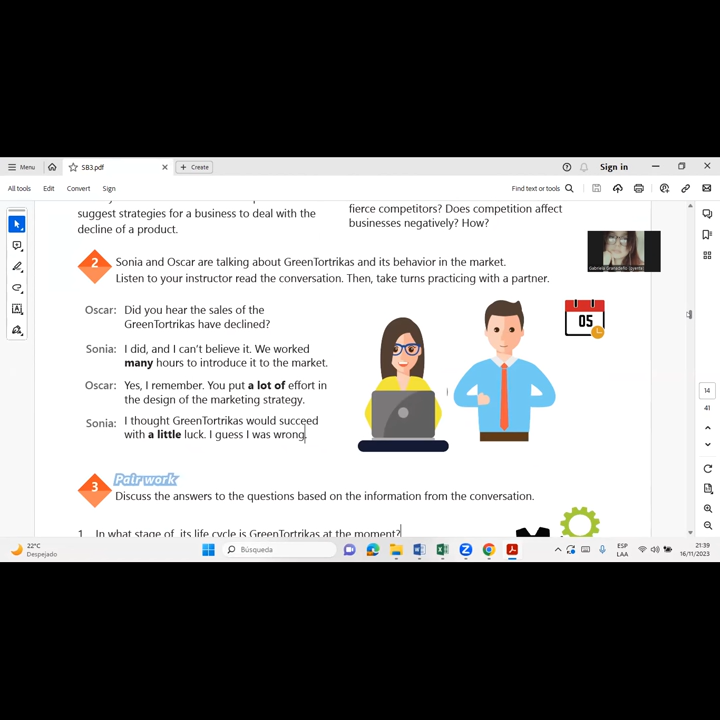 Menu
SB3.pdf
Create
Sign in
All tools
Edit
Convert
Sign
Find text or tools
suggest strategies for a business to deal with the
decline of a product.
fierce competitors? Does competition affect
businesses negatively? How?
2
Sonia and Oscar are talking about GreenTortrikas and its behavior in the market.
Listen to your instructor read the conversation. Then, take turns practicing with a partner.
Oscar: Did you hear the sales of the
GreenTortrikas have declined?
Sonia: I did, and I can't believe it. We worked
many hours to introduce it to the market.
Oscar: Yes, I remember. You put a lot of effort in
the design of the marketing strategy.
Sonia: I thought GreenTortrikas would succeed
with a little luck. I guess I was wrong.
05
3
Pair work
Discuss the answers to the questions based on the information from the conversation.
1. In what stage of its life cycle is GreenTortrikas at the moment?
14
41
22°C
Despejado
Búsqueda
ESP
LAA
21:39
16/11/2023